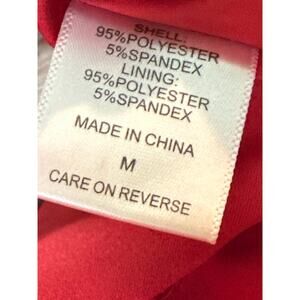 SHELL:
95%POLYESTER
5%SPANDEX
LINING:
95%POLYESTER
5%SPANDEX
MADE IN CHINA
M
CARE ON REVERSE